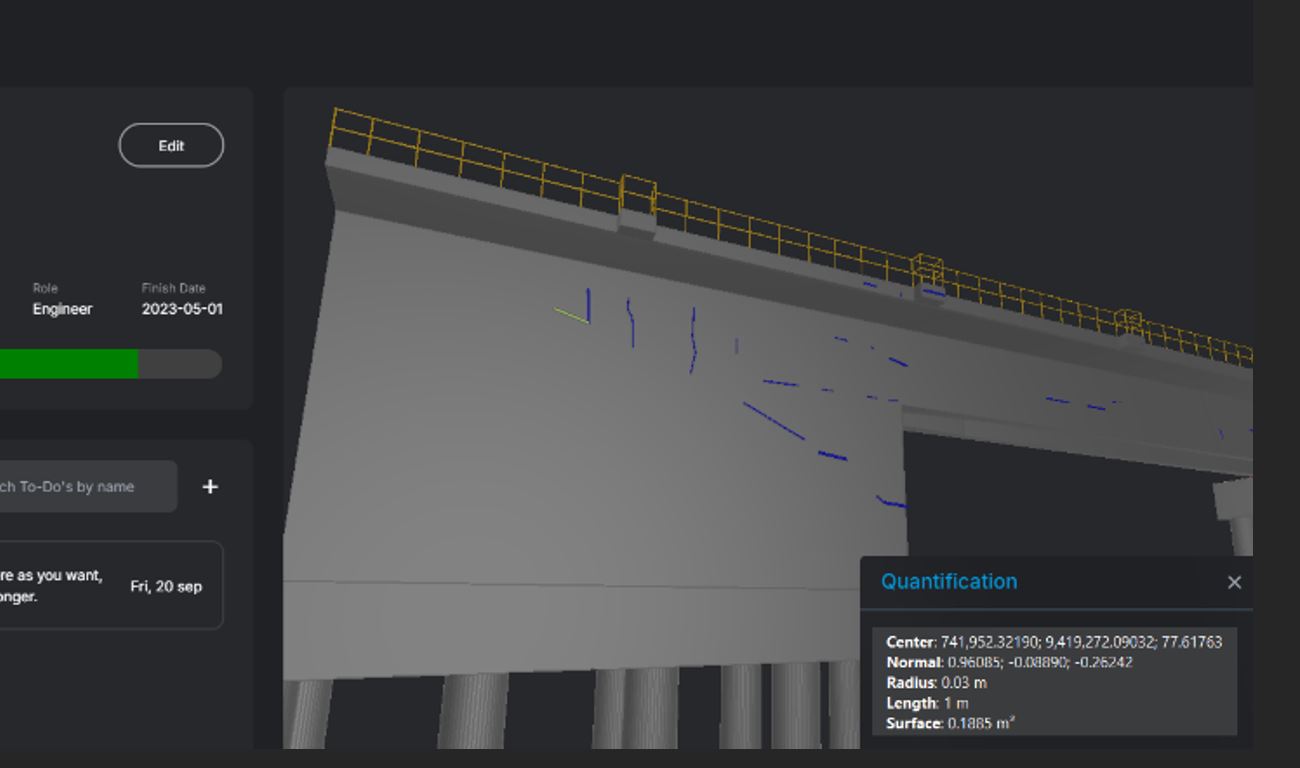 Edit
Role
Finish Date
Engineer
2023-05-01
ch To-Do's by name
+
re as you want,
onger.
Fri, 20 sep
Quantification
Center: 741,952.32190; 9,419,272.09032; 77.61763
Normal: 0.96085; -0.08890; -0.26242
Radius: 0.03 m
Length: 1 m
Surface: 0.1885 m²